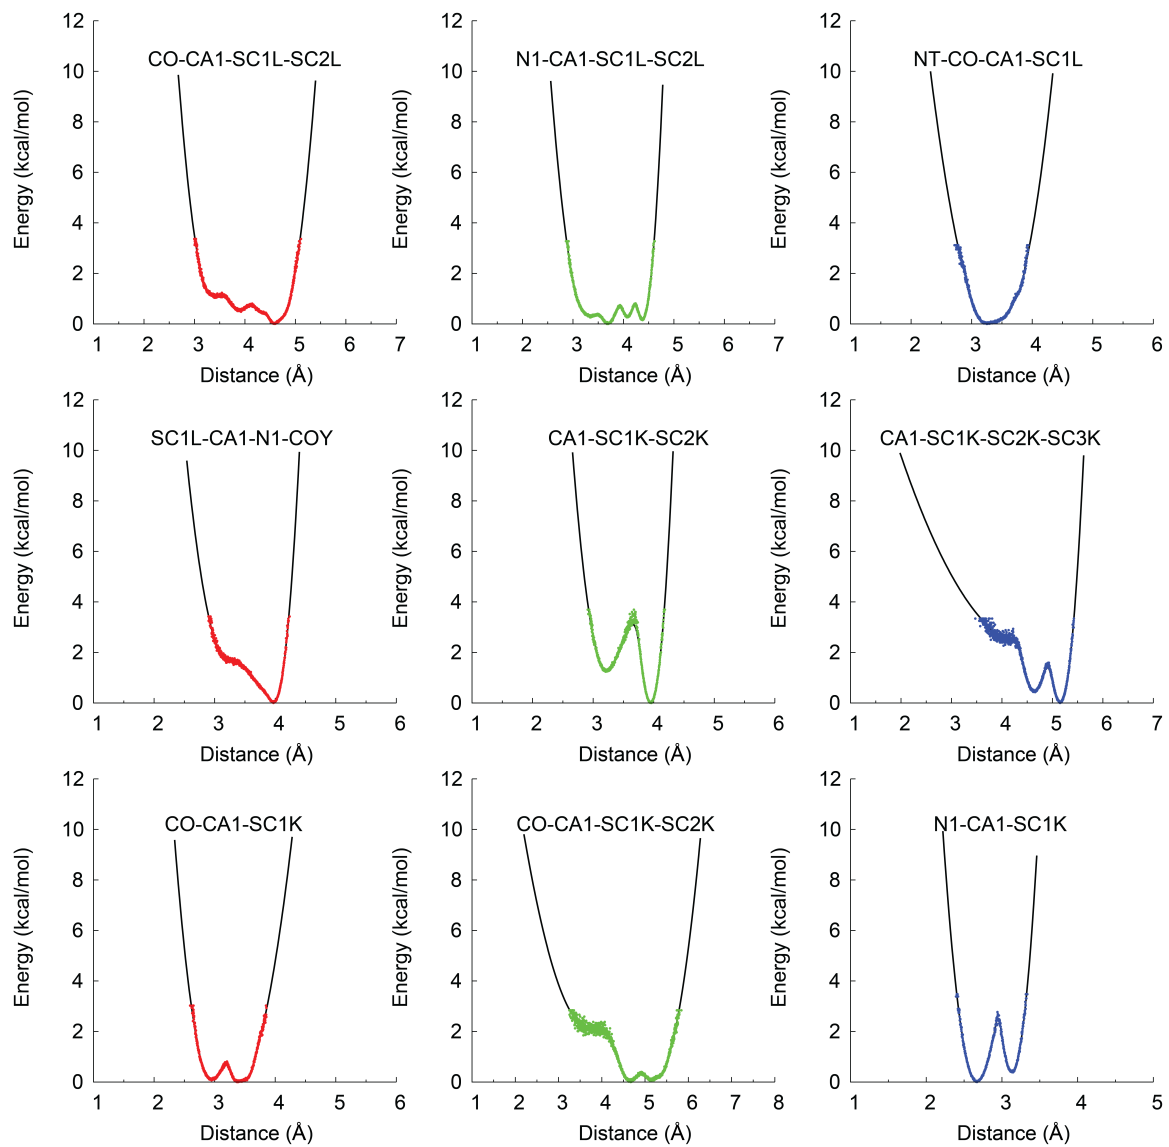 12
10
8
6
4
2
0
Energy (kcal/mol)
CO-CA1-SC1L-SC2L
1 2 3 4 5 6 7
Distance (Å)
12
10
8
6
4
2
0
Energy (kcal/mol)
N1-CA1-SC1L-SC2L
1 2 3 4 5 6 7
Distance (Å)
12
10
8
6
4
2
0
Energy (kcal/mol)
NT-CO-CA1-SC1L
1 2 3 4 5 6
Distance (Å)
12
10
8
6
4
2
0
Energy (kcal/mol)
SC1L-CA1-N1-COY
1 2 3 4 5 6
Distance (Å)
12
10
8
6
4
2
0
Energy (kcal/mol)
CA1-SC1K-SC2K
1 2 3 4 5 6
Distance (Å)
12
10
8
6
4
2
0
Energy (kcal/mol)
CA1-SC1K-SC2K-SC3K
1 2 3 4 5 6 7
Distance (Å)
12
10
8
6
4
2
0
Energy (kcal/mol)
CO-CA1-SC1K
1 2 3 4 5 6
Distance (Å)
12
10
8
6
4
2
0
Energy (kcal/mol)
CO-CA1-SC1K-SC2K
1 2 3 4 5 6 7 8
Distance (Å)
12
10
8
6
4
2
0
Energy (kcal/mol)
N1-CA1-SC1K
1 2 3 4 5
Distance (Å)